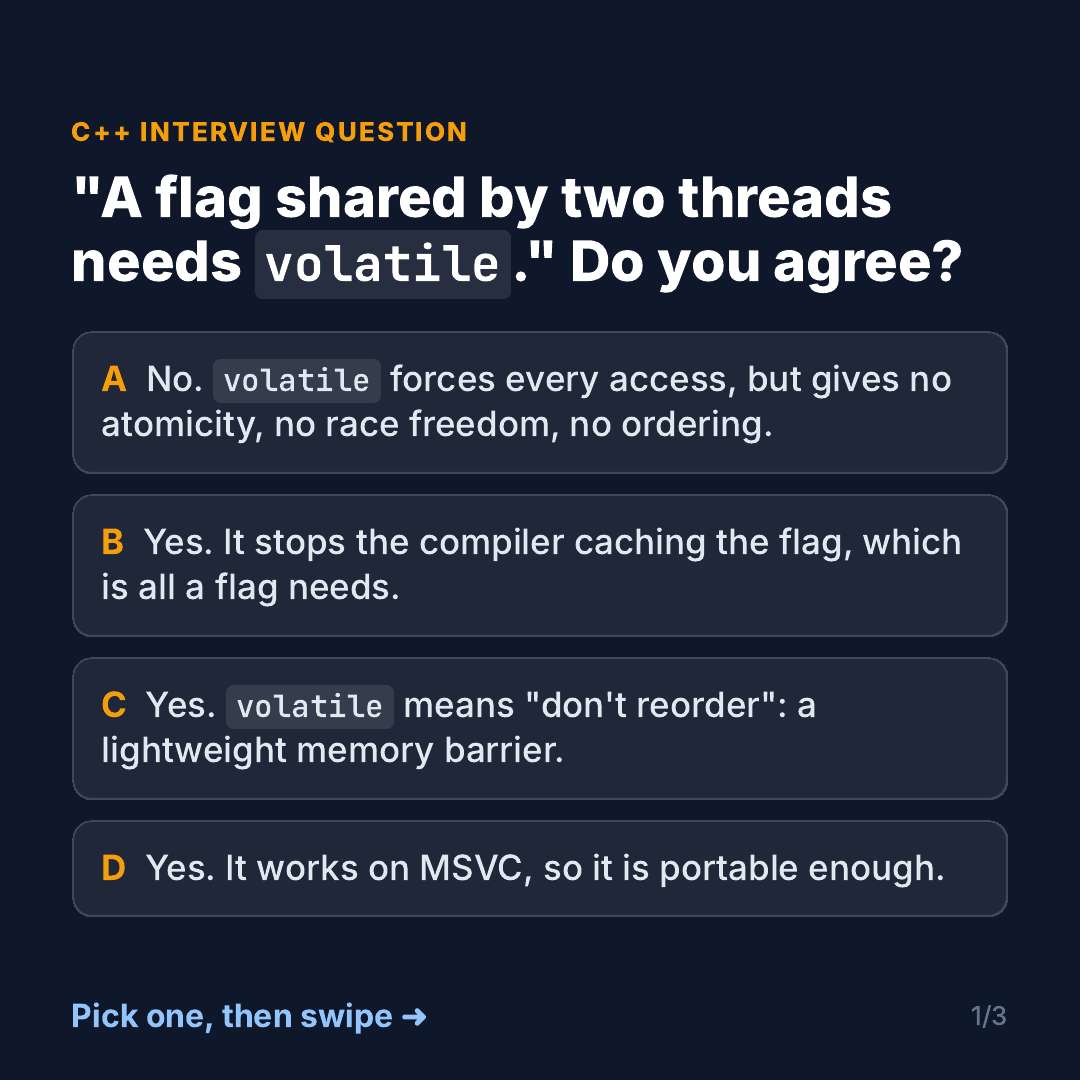 C++ INTERVIEW QUESTION
"A flag shared by two threads
needs volatile." Do you agree?
A No. volatile forces every access, but gives no
atomicity, no race freedom, no ordering.
B Yes. It stops the compiler caching the flag, which
is all a flag needs.
C Yes. volatile means "don't reorder": a
lightweight memory barrier.
D Yes. It works on MSVC, so it is portable enough.
Pick one, then swipe →
1/3